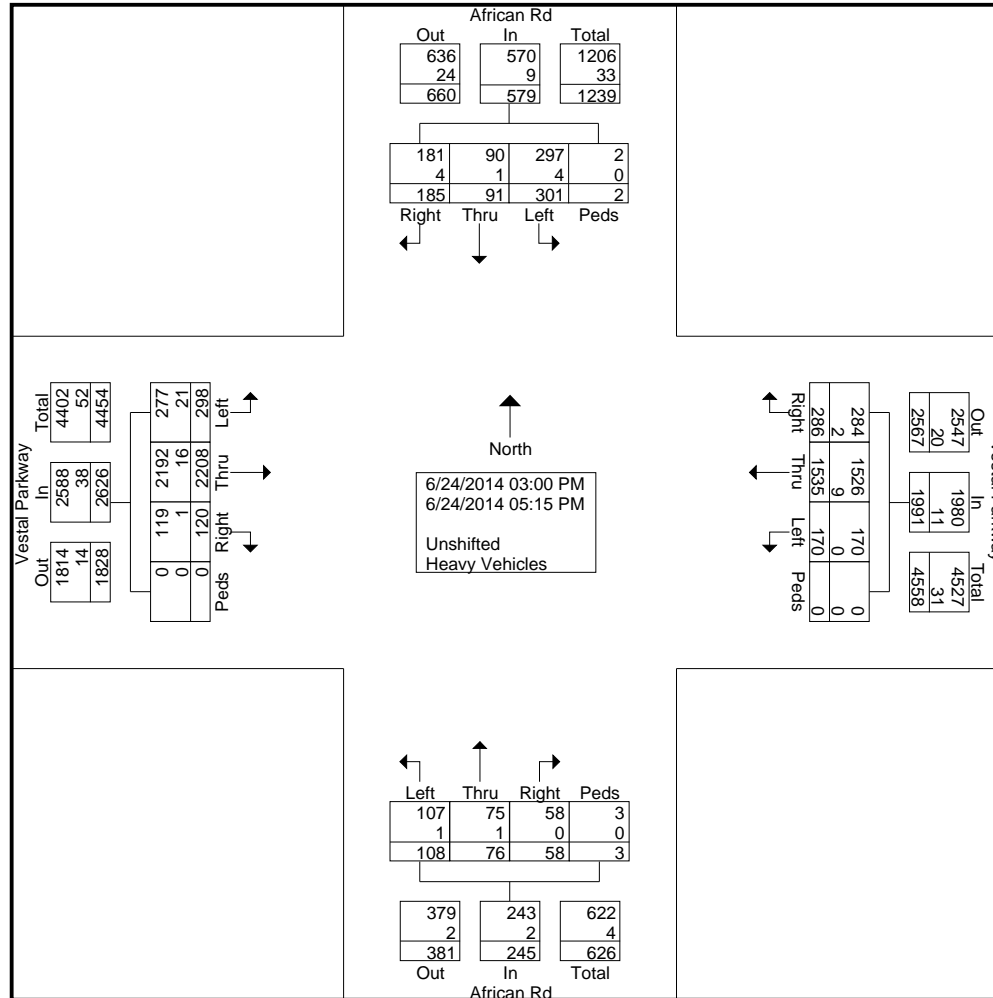 African Rd
Out In Total
636 570 1206
24 9 33
660 579 1239
181 90 297 2
4 1 4 0
185 91 301 2
Right Thru Left Peds
Vestal Parkway
Total In Out
4402 2588 1814
52 38 14
4454 2626 1828
277 2192 119 0
21 16 1 0
298 2208 120 0
Left Thru Right Peds
North
6/24/2014 03:00 PM
6/24/2014 05:15 PM
Unshifted
Heavy Vehicles
Right Thru Left Peds
284 1526 170 0
2 9 0 0
286 1535 170 0
Out In Total
2547 1980 4527
20 11 31
2567 1991 4558
Left Thru Right Peds
107 75 58 3
1 1 0 0
108 76 58 3
379 243 622
2 2 4
381 245 626
Out In Total
African Rd